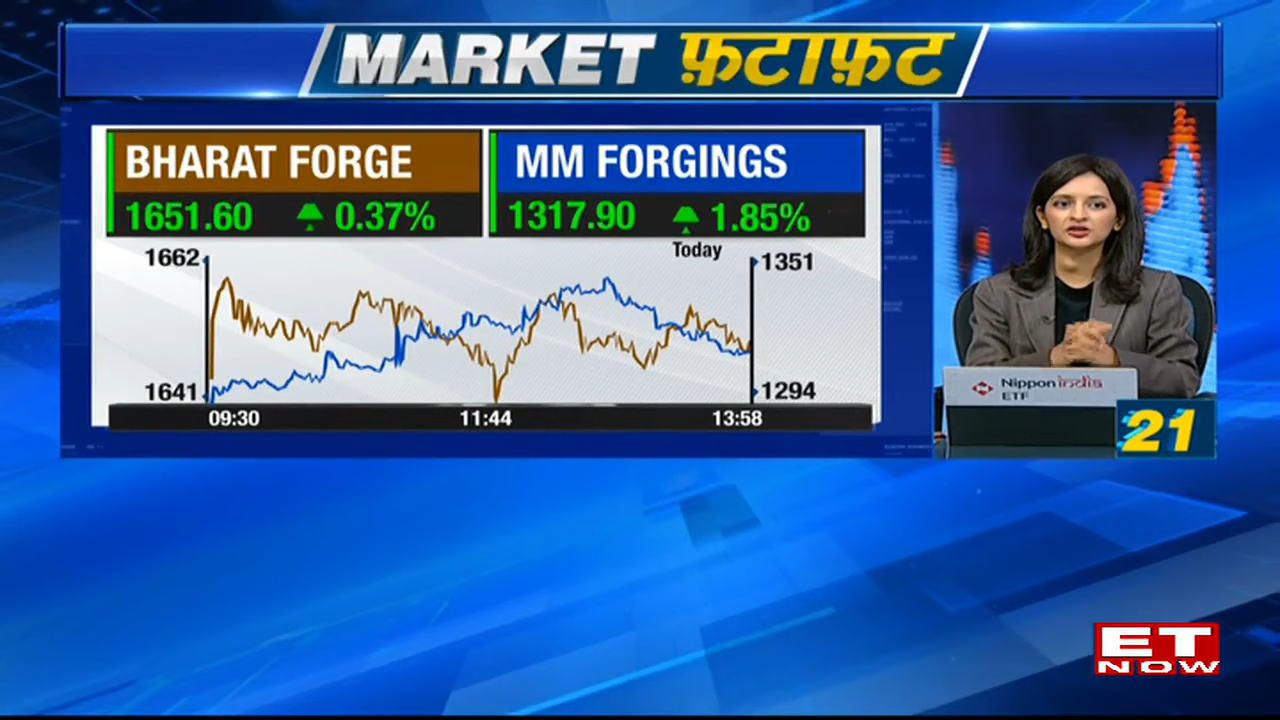 MARKET फ़टाफ़ट
BHARAT FORGE
1651.60 0.37%
MM FORGINGS
1317.90 1.85%
Today
1662
1351
1641
1294
09:30 11:44 13:58
Nippon india
ETF
21
ET
NOW